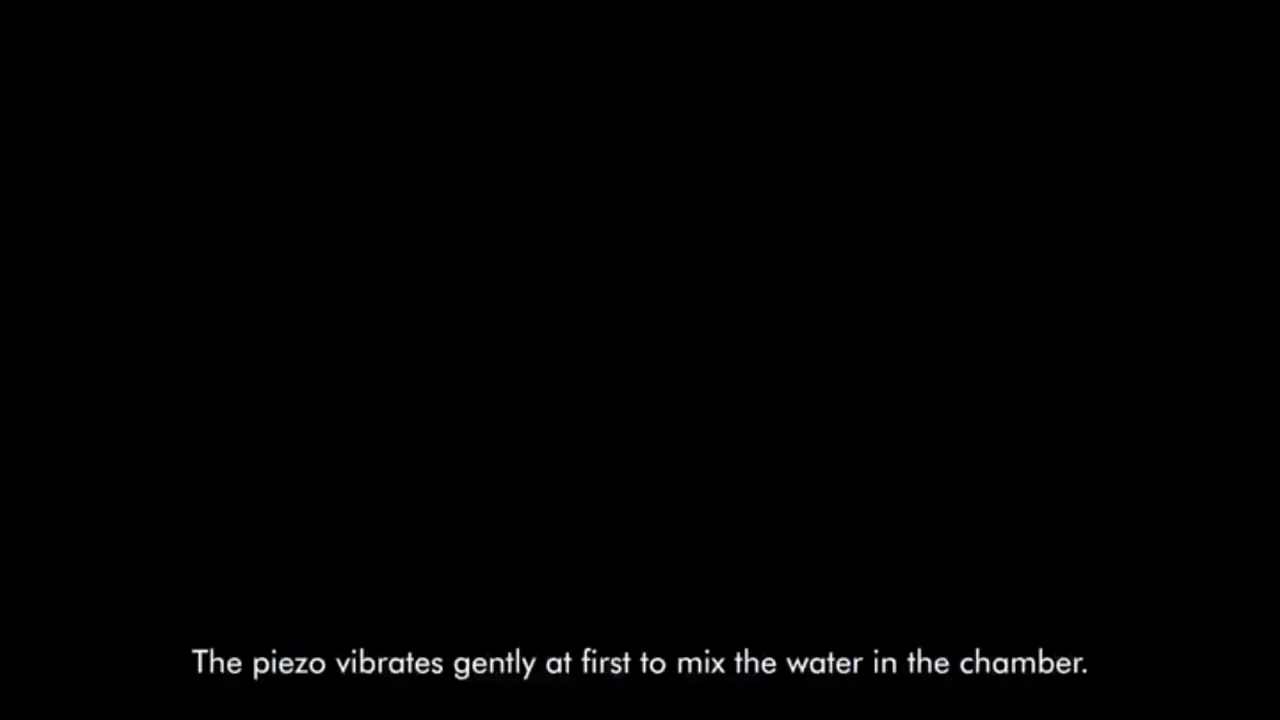 The piezo vibrates gently at first to mix the water in the chamber.